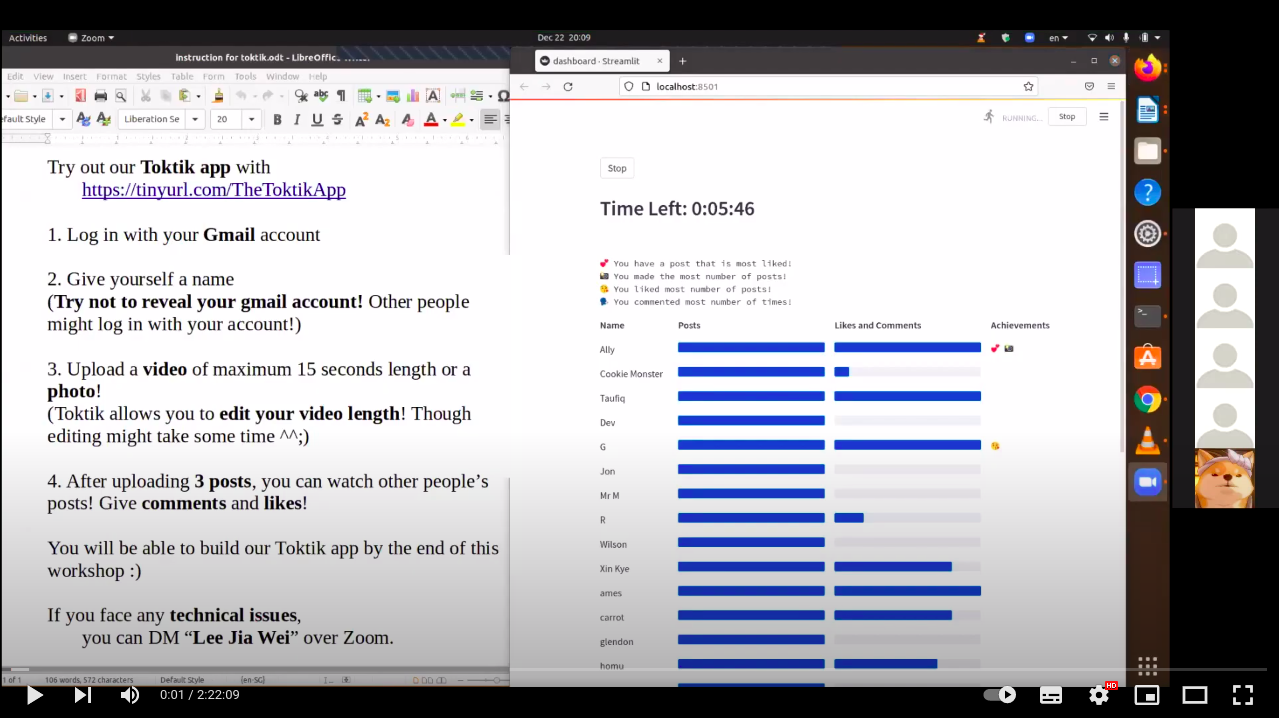 Activities
Zoom
Dec 22 20:09
en
Instruction for toktik.odt - LibreOffic
dashboard · Streamlit
Edit View Insert Format Styles Table Form Tools Window Help
localhost:8501
fault Style
Liberation Se
20
RUNNING...
Stop
Try out our Toktik app with
https://tinyurl.com/TheToktikApp
1. Log in with your Gmail account
2. Give yourself a name
(Try not to reveal your gmail account! Other people
might log in with your account!)
3. Upload a video of maximum 15 seconds length or a
photo!
(Toktik allows you to edit your video length! Though
editing might take some time ^^;)
4. After uploading 3 posts, you can watch other people's
posts! Give comments and likes!
You will be able to build our Toktik app by the end of this
workshop :)
If you face any technical issues,
you can DM “Lee Jia Wei” over Zoom.
Stop
Time Left: 0:05:46
💕 You have a post that is most liked!
📸 You made the most number of posts!
😘 You liked most number of posts!
🗣 You commented most number of times!
Name Posts Likes and Comments Achievements
Ally
Cookie Monster
Taufiq
Dev
G
Jon
Mr M
R
Wilson
Xin Kye
ames
carrot
glendon
homu
1 of 1
106 words, 572 characters
Default Style
(en-SG)
0:01 / 2:22:09
HD